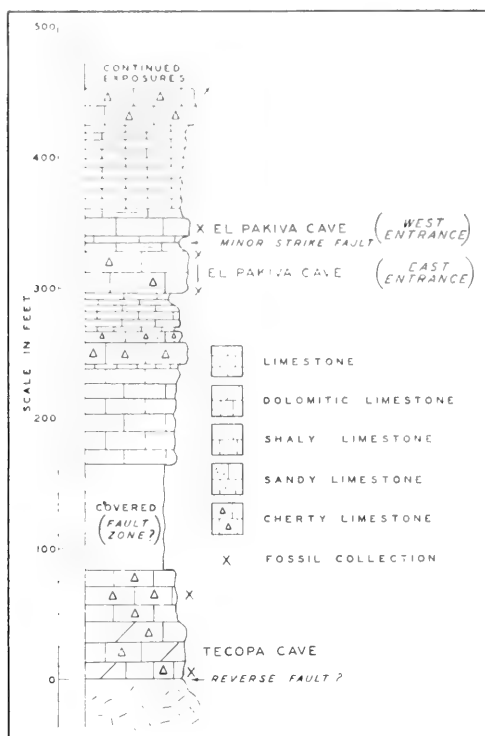 500
CONTINUED
EXPOSURES
400
X EL PAKIVA CAVE (WEST ENTRANCE)
MINOR STRIKE FAULT
EL PAKIVA CAVE (EAST ENTRANCE)
300
SCALE IN FEET
LIMESTONE
DOLOMITIC LIMESTONE
200
SHALY LIMESTONE
SANDY LIMESTONE
COVERED
(FAULT
ZONE?)
CHERTY LIMESTONE
100
X FOSSIL COLLECTION
X
TECOPA CAVE
X
0
REVERSE FAULT?